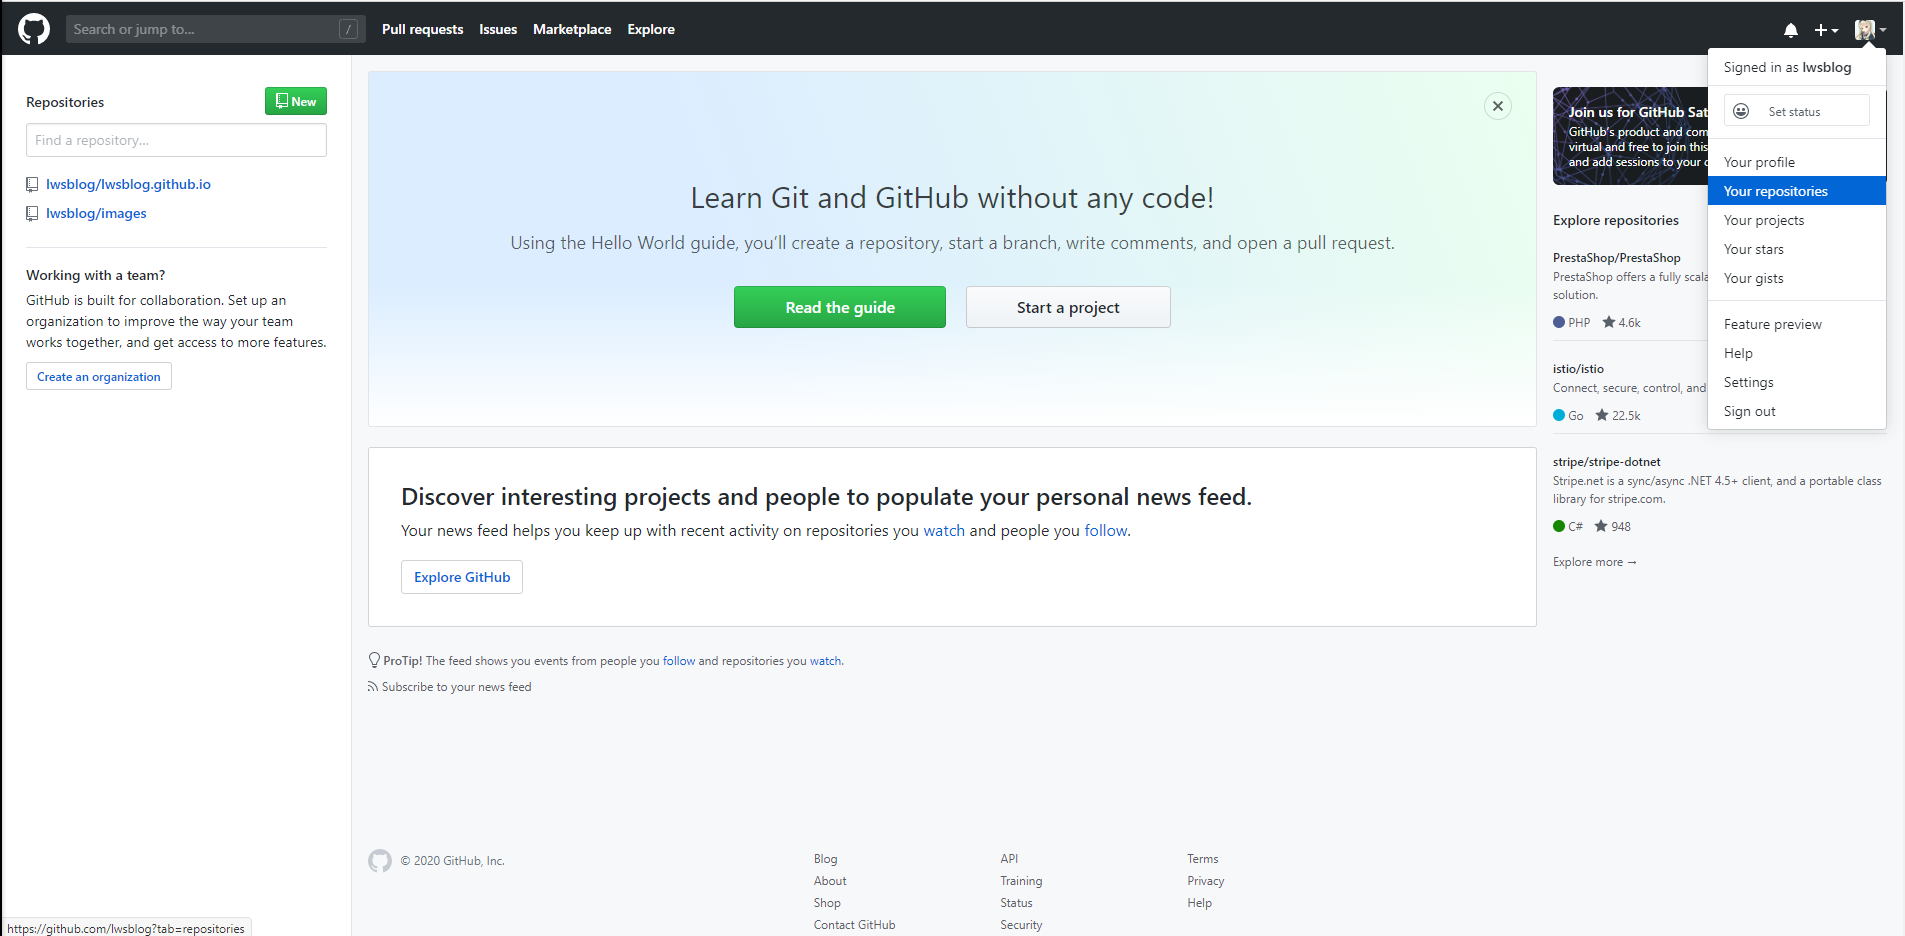 Search or jump to... /
Pull requests Issues Marketplace Explore
Repositories
New
Find a repository...
lwsblog/lwsblog.github.io
lwsblog/images
Working with a team?
GitHub is built for collaboration. Set up an
organization to improve the way your team
works together, and get access to more features.
Create an organization
Learn Git and GitHub without any code!
Using the Hello World guide, you’ll create a repository, start a branch, write comments, and open a pull request.
Read the guide
Start a project
Discover interesting projects and people to populate your personal news feed.
Your news feed helps you keep up with recent activity on repositories you watch and people you follow.
Explore GitHub
ProTip! The feed shows you events from people you follow and repositories you watch.
Subscribe to your news feed
Join us for GitHub Sat
GitHub’s product and com
virtual and free to join this
and add sessions to your
Explore repositories
PrestaShop/PrestaShop
PrestaShop offers a fully scala
solution.
PHP 4.6k
istio/istio
Connect, secure, control, and
Go 22.5k
stripe/stripe-dotnet
Stripe.net is a sync/async .NET 4.5+ client, and a portable class
library for stripe.com.
C# 948
Explore more →
Signed in as lwsblog
Set status
Your profile
Your repositories
Your projects
Your stars
Your gists
Feature preview
Help
Settings
Sign out
© 2020 GitHub, Inc.
Blog
About
Shop
Contact GitHub
API
Training
Status
Security
Terms
Privacy
Help
https://github.com/lwsblog?tab=repositories